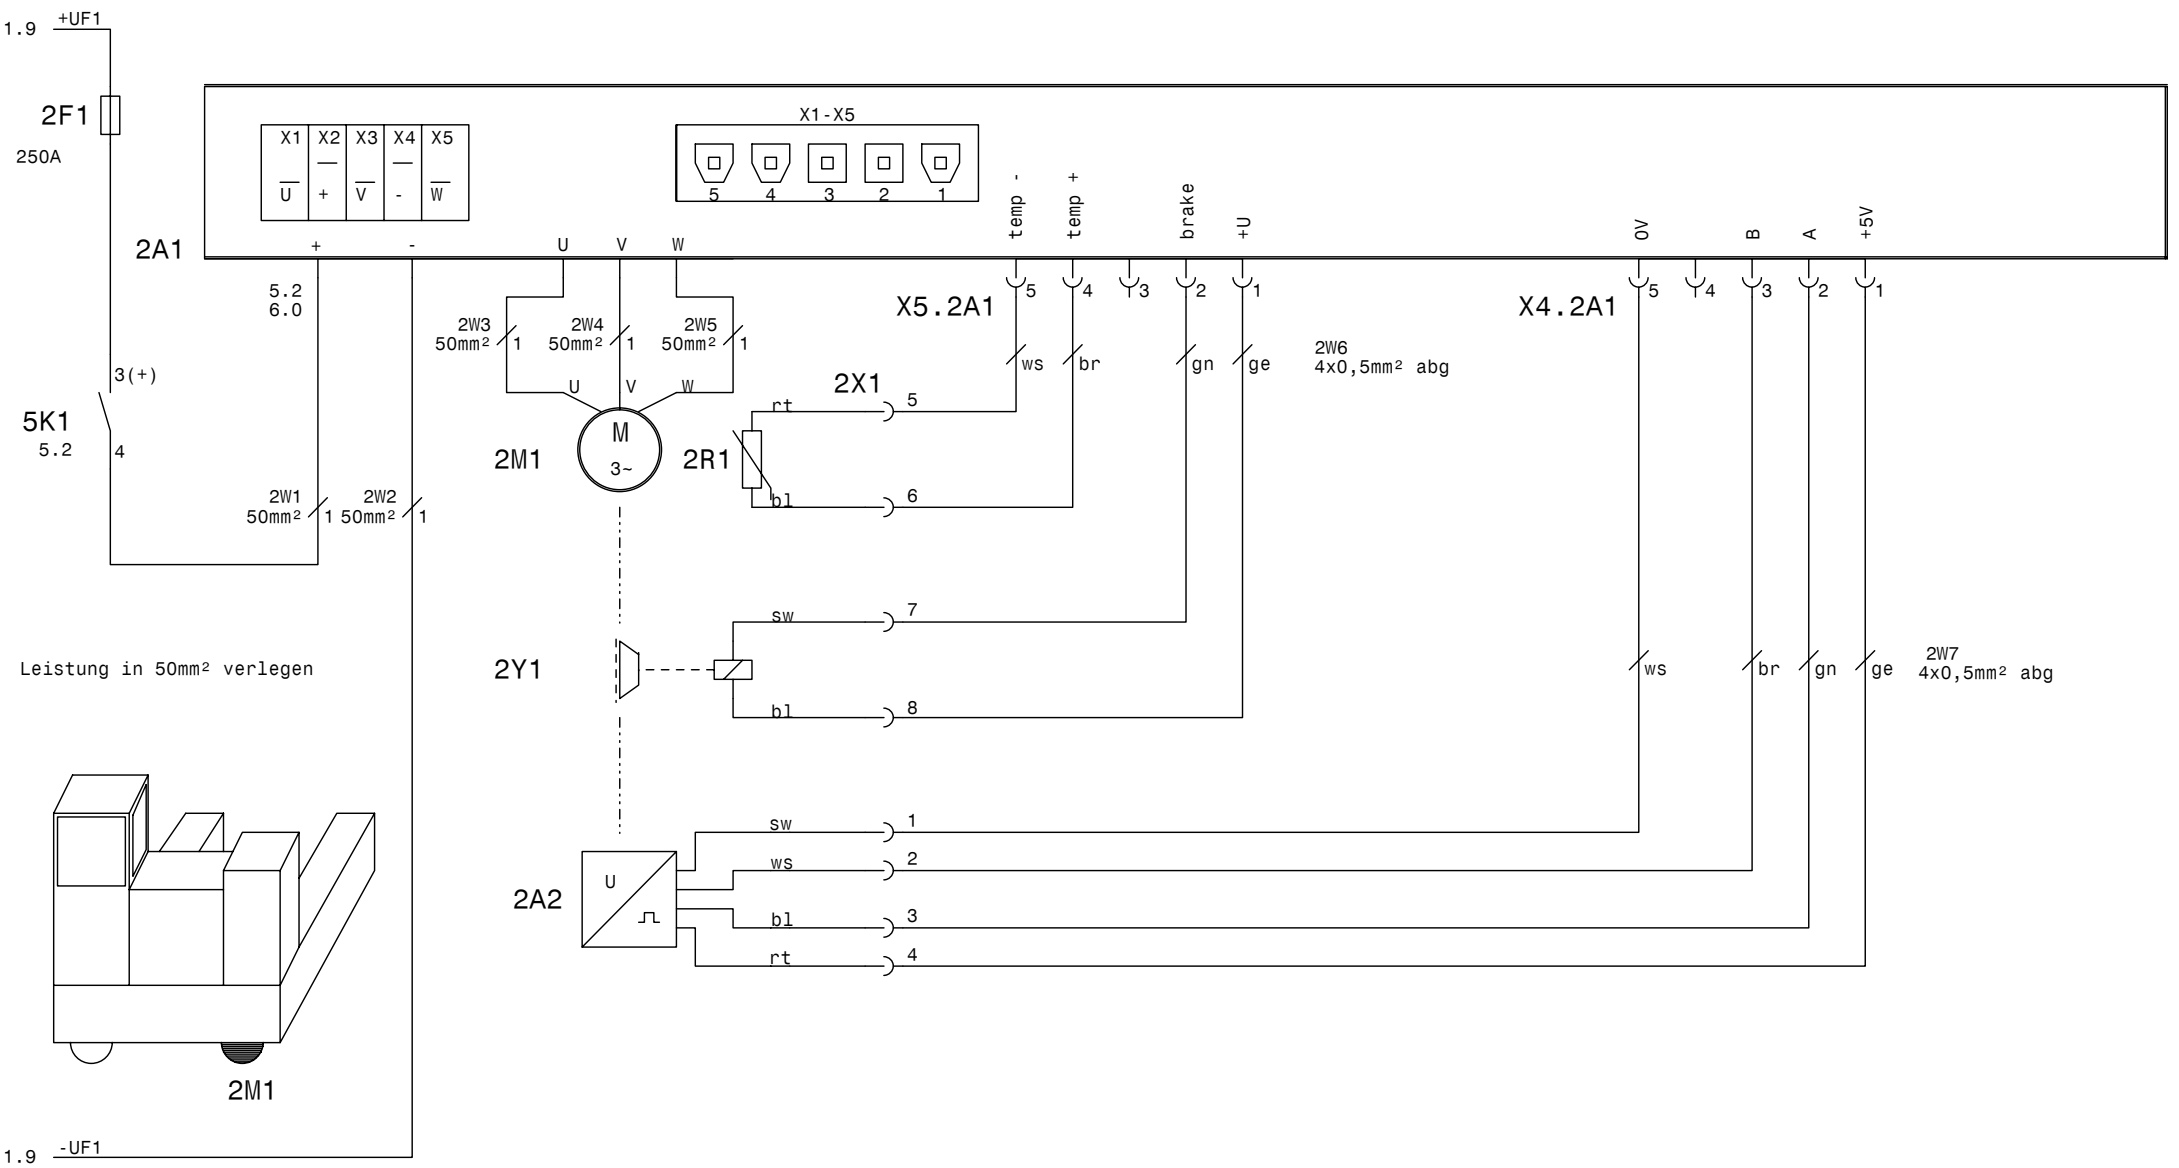 +UF1
1.9
2F1
250A
X1-X5
X1 X2 X3 X4 X5
U + V - W
5 4 3 2 1
temp -
temp +
brake
+U
0V
B
A
+5V
2A1
+ - U V W
5.2
6.0
X5.2A1
5 4 3 2 1
X4.2A1
5 4 3 2 1
2W3
50mm² 1
2W4
50mm² 1
2W5
50mm² 1
ws br gn ge
2W6
4x0,5mm² abg
3(+)
5K1
5.2
4
U V W
2X1
rt 5
M
3~
2M1
2R1
bl 6
2W1
50mm² 1
2W2
50mm² 1
sw 7
2Y1
bl 8
Leistung in 50mm² verlegen
ws br gn ge
2W7
4x0,5mm² abg
sw 1
ws 2
2A2
U
bl 3
rt 4
2M1
-UF1
1.9